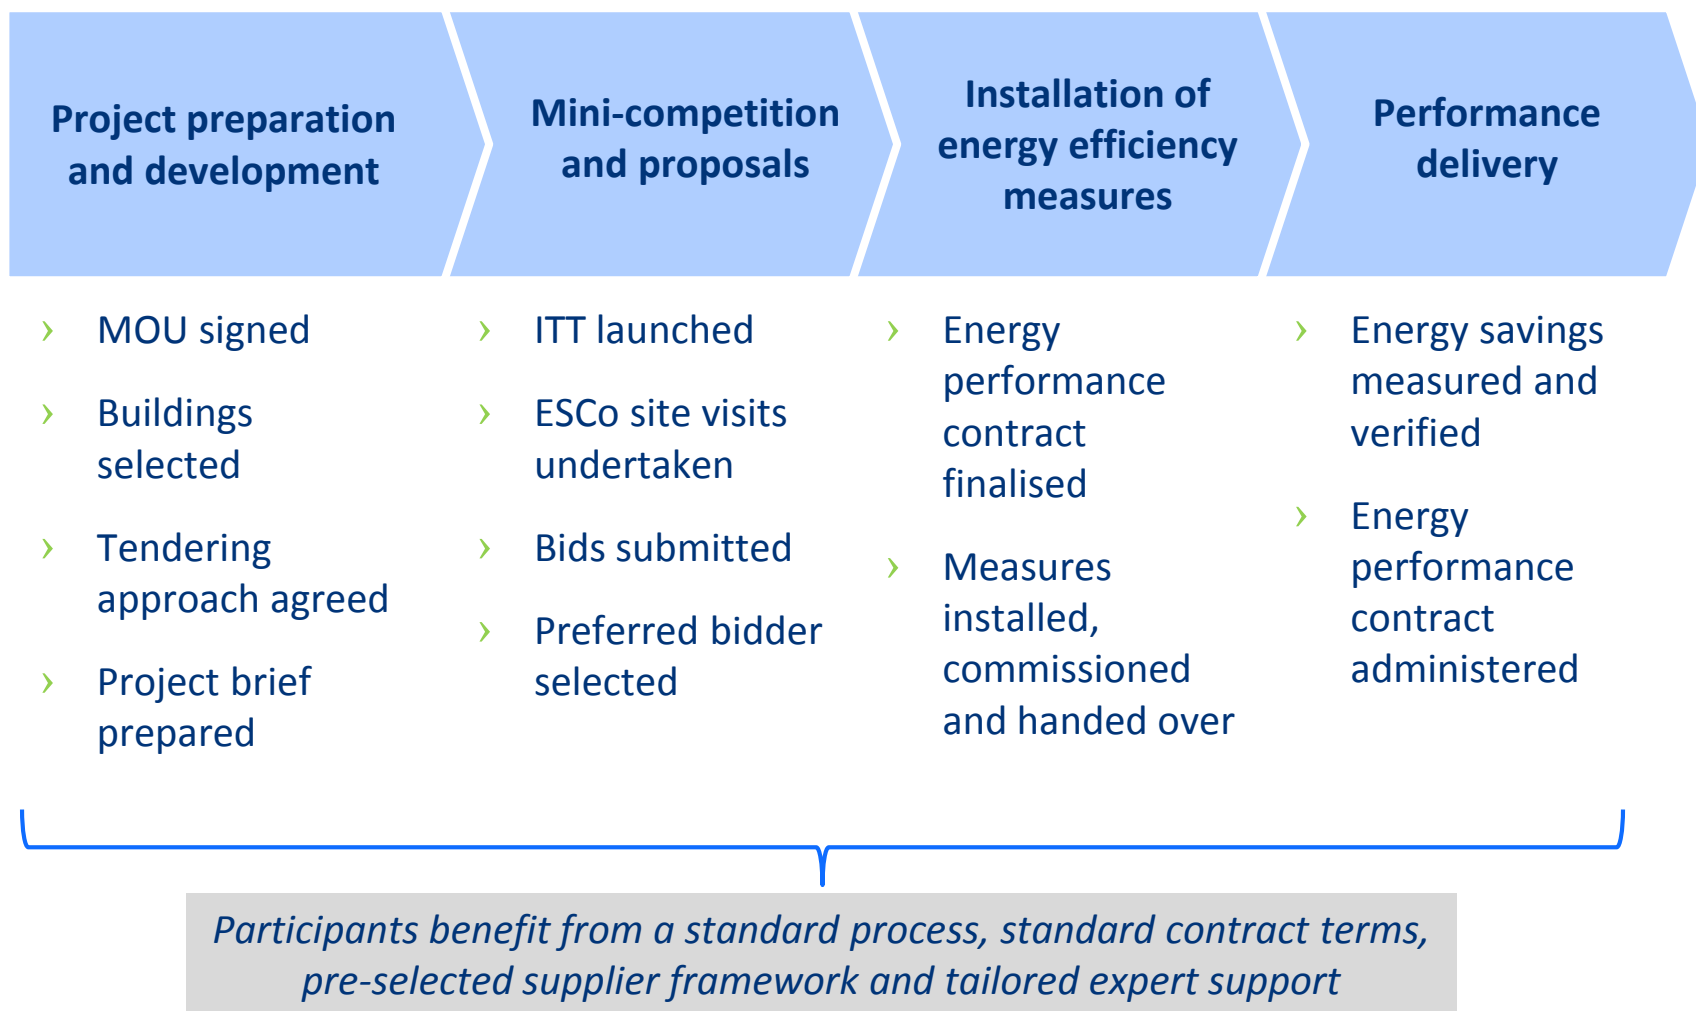 Project preparation
and development
Mini-competition
and proposals
Installation of
energy efficiency
measures
Performance
delivery
› MOU signed
› Buildings
selected
› Tendering
approach agreed
› Project brief
prepared
› ITT launched
› ESCo site visits
undertaken
› Bids submitted
› Preferred bidder
selected
› Energy
performance
contract
finalised
› Measures
installed,
commissioned
and handed over
› Energy savings
measured and
verified
› Energy
performance
contract
administered
Participants benefit from a standard process, standard contract terms,
pre-selected supplier framework and tailored expert support